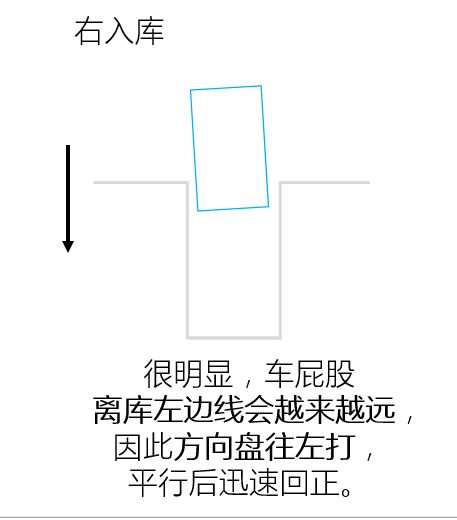 右入库
很明显，车屁股
离库左边线会越来越远，
因此方向盘往左打，
平行后迅速回正。